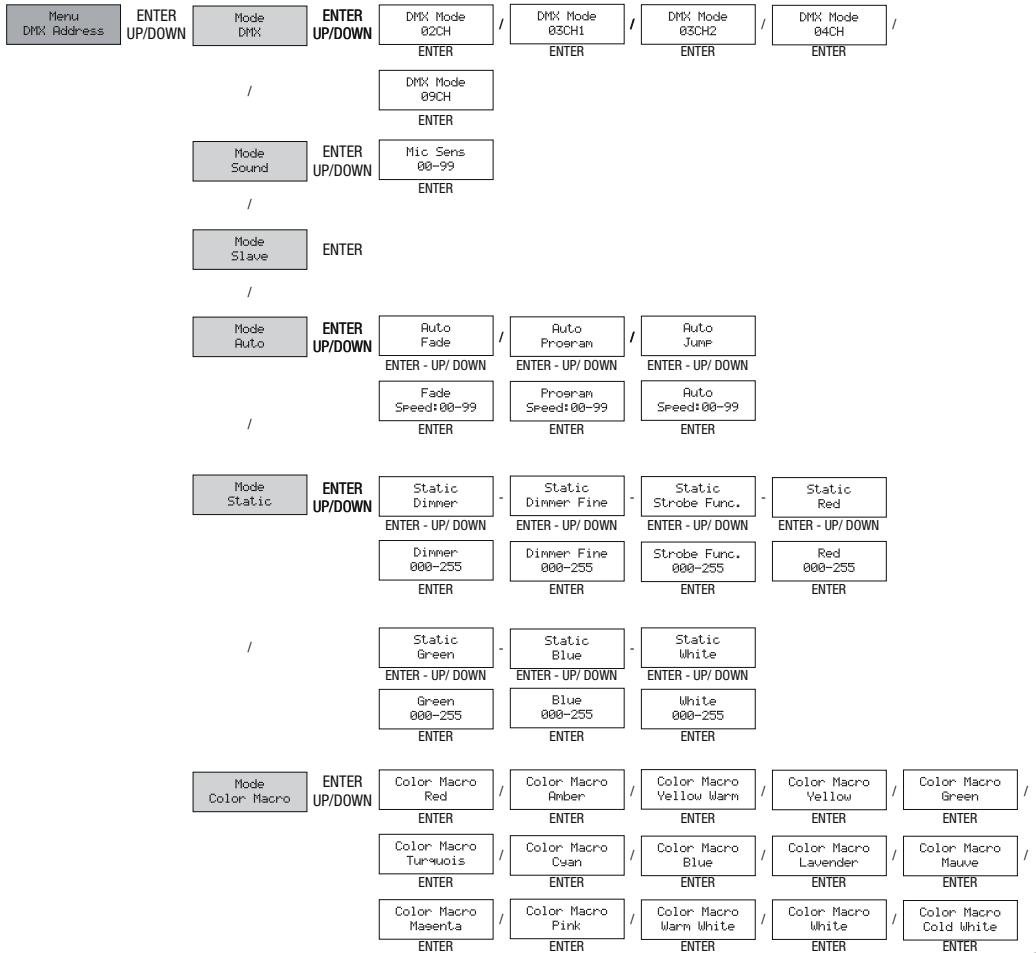 Menu ENTER Mode ENTER DMX Mode / DMX Mode / DMX Mode / DMX Mode /
DMX Address UP/DOWN DMX UP/DOWN 02CH 03CH1 03CH2 04CH
ENTER ENTER ENTER ENTER
/ DMX Mode
09CH
ENTER
Mode ENTER Mic Sens
Sound UP/DOWN 00-99
ENTER
/
Mode ENTER
Slave
/
Mode ENTER Auto / Auto / Auto
Auto UP/DOWN Fade Program Jump
ENTER - UP/ DOWN ENTER - UP/ DOWN ENTER - UP/ DOWN
Fade Program Auto
Speed:00-99 Speed:00-99 Speed:00-99
/ ENTER ENTER ENTER
Mode ENTER Static - Static - Static - Static
Static UP/DOWN Dimmer Dimmer Fine Strobe Func. Red
ENTER - UP/ DOWN ENTER - UP/ DOWN ENTER - UP/ DOWN ENTER - UP/ DOWN
Dimmer Dimmer Fine Strobe Func. Red
000-255 000-255 000-255 000-255
ENTER ENTER ENTER ENTER
/ Static - Static - Static
Green Blue White
ENTER - UP/ DOWN ENTER - UP/ DOWN ENTER - UP/ DOWN
Green Blue White
000-255 000-255 000-255
ENTER ENTER ENTER
Mode ENTER Color Macro / Color Macro / Color Macro / Color Macro / Color Macro /
Color Macro UP/DOWN Red Amber Yellow Warm Yellow Green
ENTER ENTER ENTER ENTER ENTER
Color Macro / Color Macro / Color Macro / Color Macro / Color Macro /
Turquois Cyan Blue Lavender Mauve
ENTER ENTER ENTER ENTER ENTER
Color Macro / Color Macro / Color Macro / Color Macro / Color Macro
Magenta Pink Warm White White Cold White
ENTER ENTER ENTER ENTER ENTER